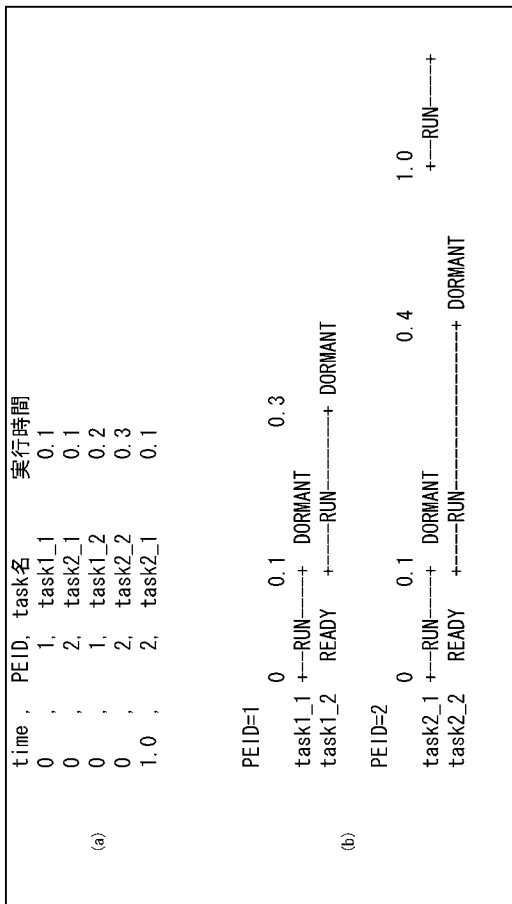 (a)
time , PEID, task名 実行時間
0 , 1, task1_1 0.1
0 , 2, task2_1 0.1
0 , 1, task1_2 0.2
0 , 2, task2_2 0.3
1.0 , 2, task2_1 0.1
(b)
PEID=1
0 0.1 0.3
task1_1 +---RUN-----+ DORMANT
task1_2 READY +-----RUN---------+ DORMANT
PEID=2
0 0.1 0.4 1.0
task2_1 +---RUN-----+ DORMANT +---RUN-----+
task2_2 READY +-----RUN------------------+ DORMANT